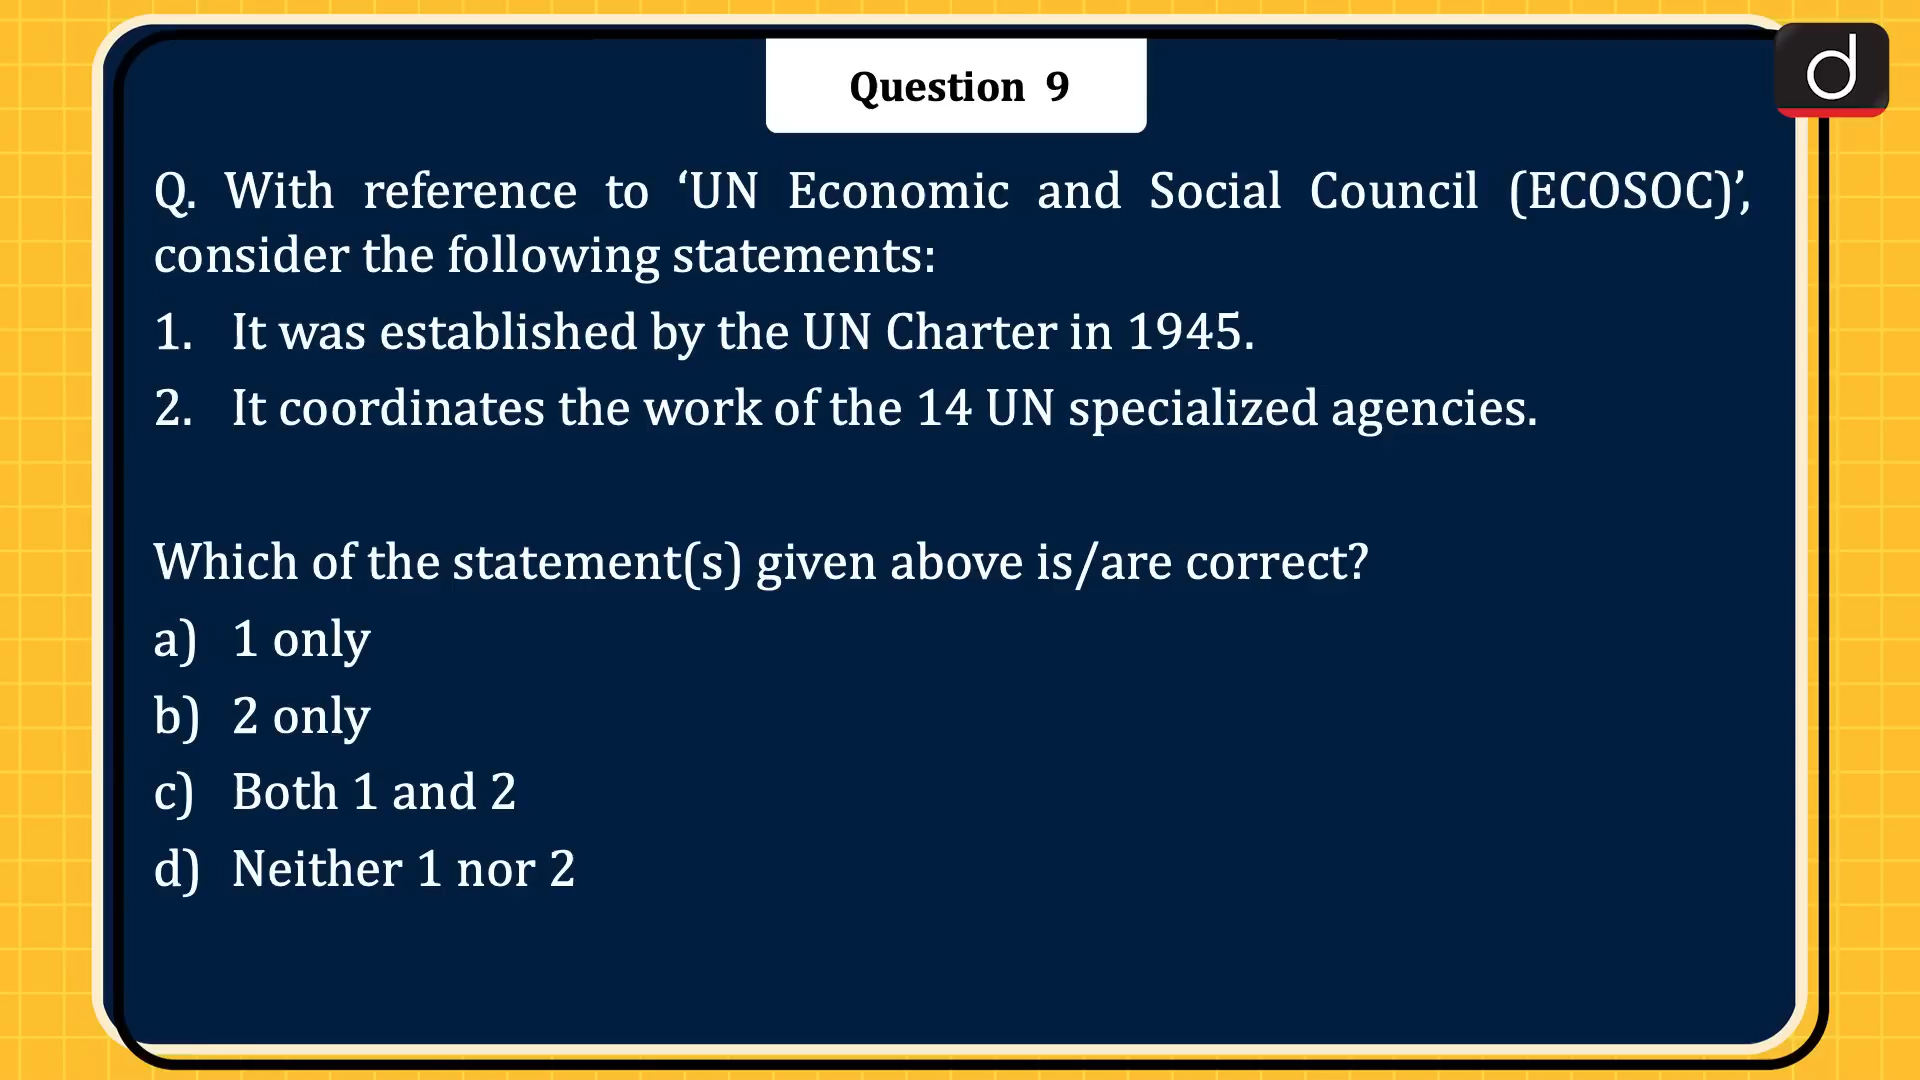 Question 9
Q. With reference to ‘UN Economic and Social Council (ECOSOC)’,
consider the following statements:
1. It was established by the UN Charter in 1945.
2. It coordinates the work of the 14 UN specialized agencies.
Which of the statement(s) given above is/are correct?
a) 1 only
b) 2 only
c) Both 1 and 2
d) Neither 1 nor 2
d